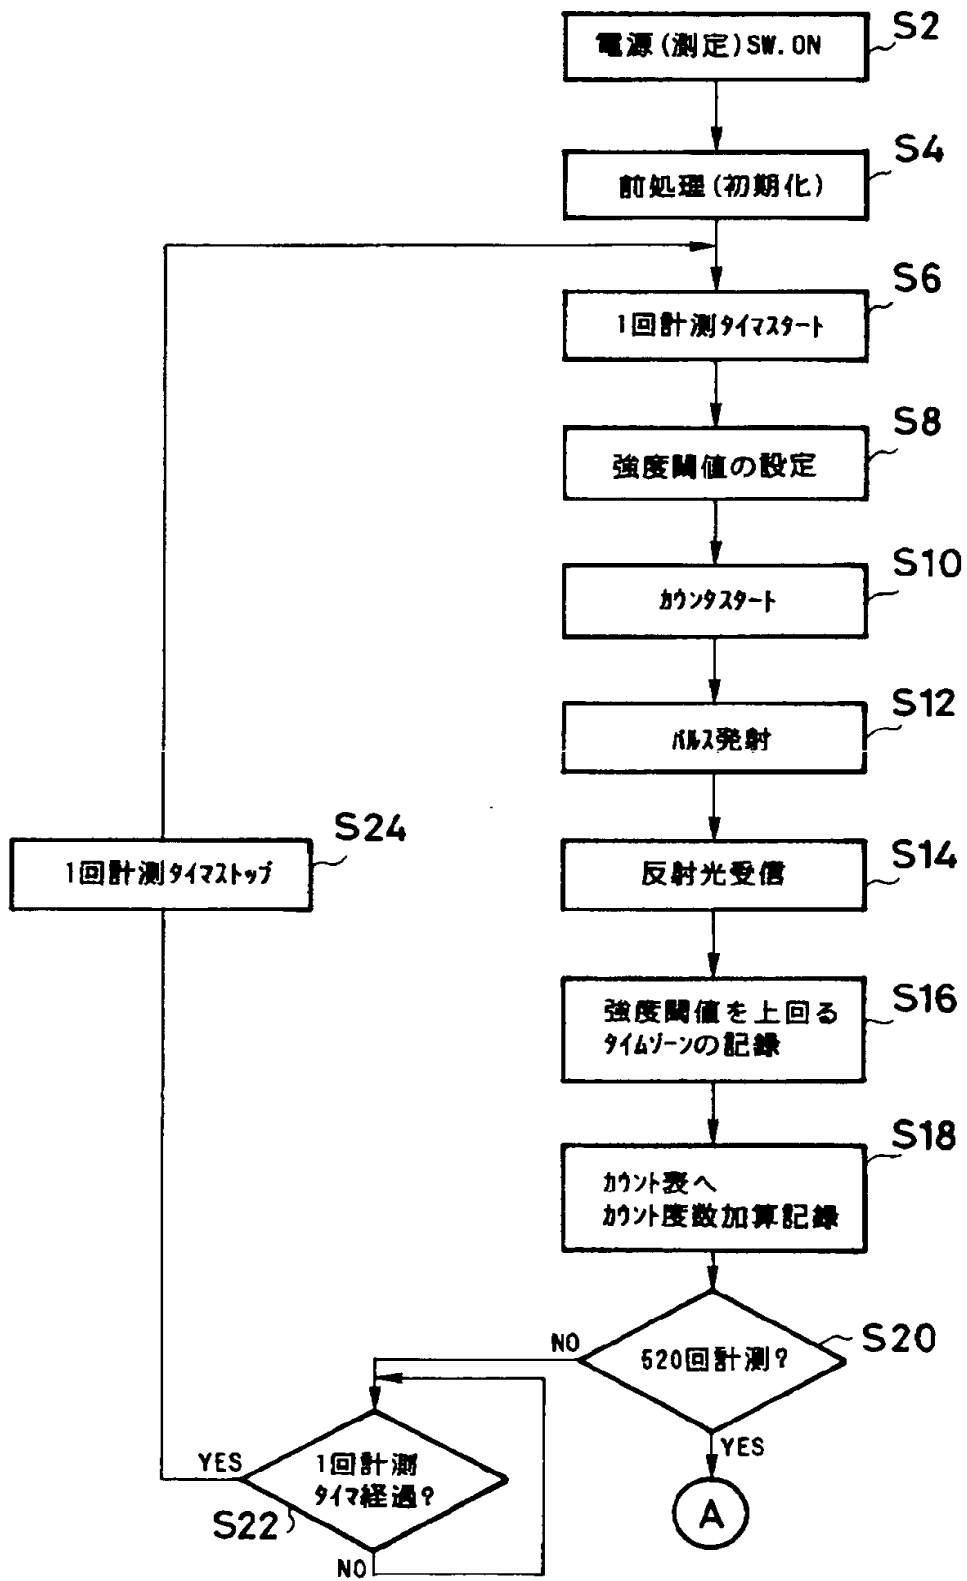 電源(測定)SW.ON
S2
前処理(初期化)
S4
1回計測タイマスタート
S6
強度閾値の設定
S8
カウンタスタート
S10
パルス発射
S12
1回計測タイマストップ
S24
反射光受信
S14
強度閾値を上回る
タイムゾーンの記録
S16
カウント表へ
カウント度数加算記録
S18
520回計測?
S20
NO
YES
1回計測
タイマ経過?
S22
YES
NO
A